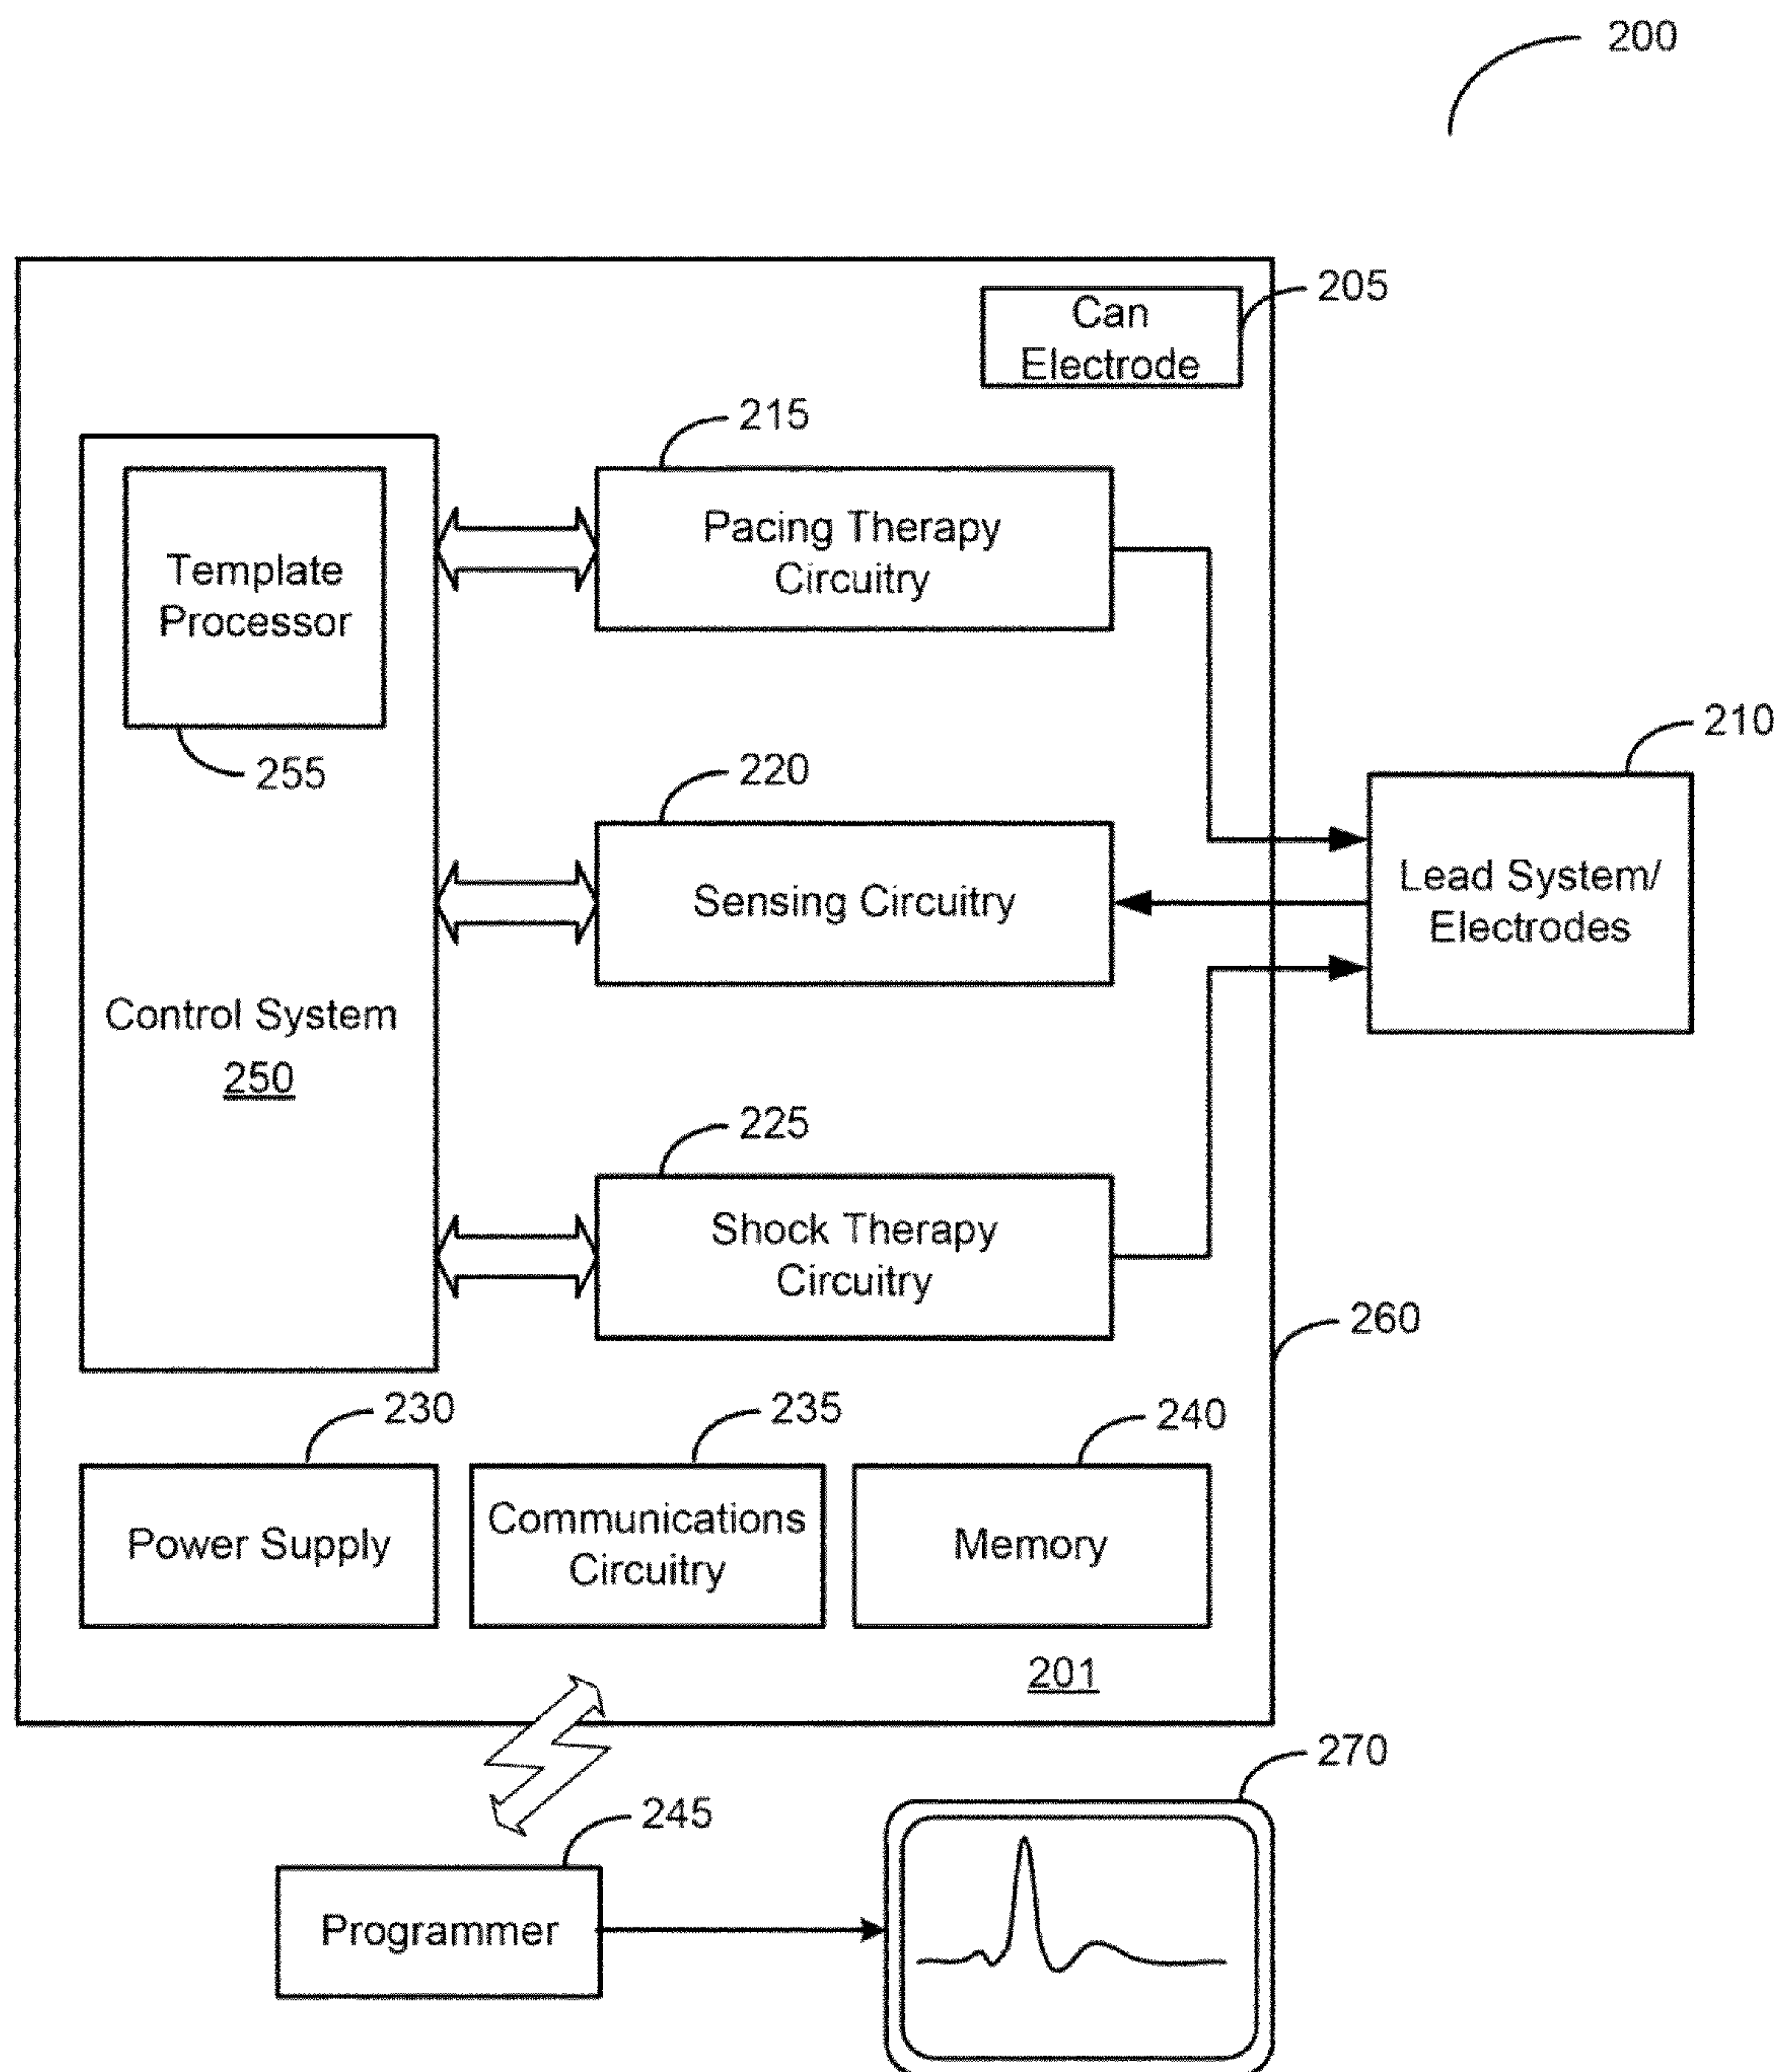 200
205
Can
Electrode
215
Pacing Therapy
Circuitry
Template
Processor
255
210
220
Lead System/
Electrodes
Sensing Circuitry
Control System
250
225
Shock Therapy
Circuitry
260
230
235
240
Power Supply
Communications
Circuitry
Memory
201
270
245
Programmer